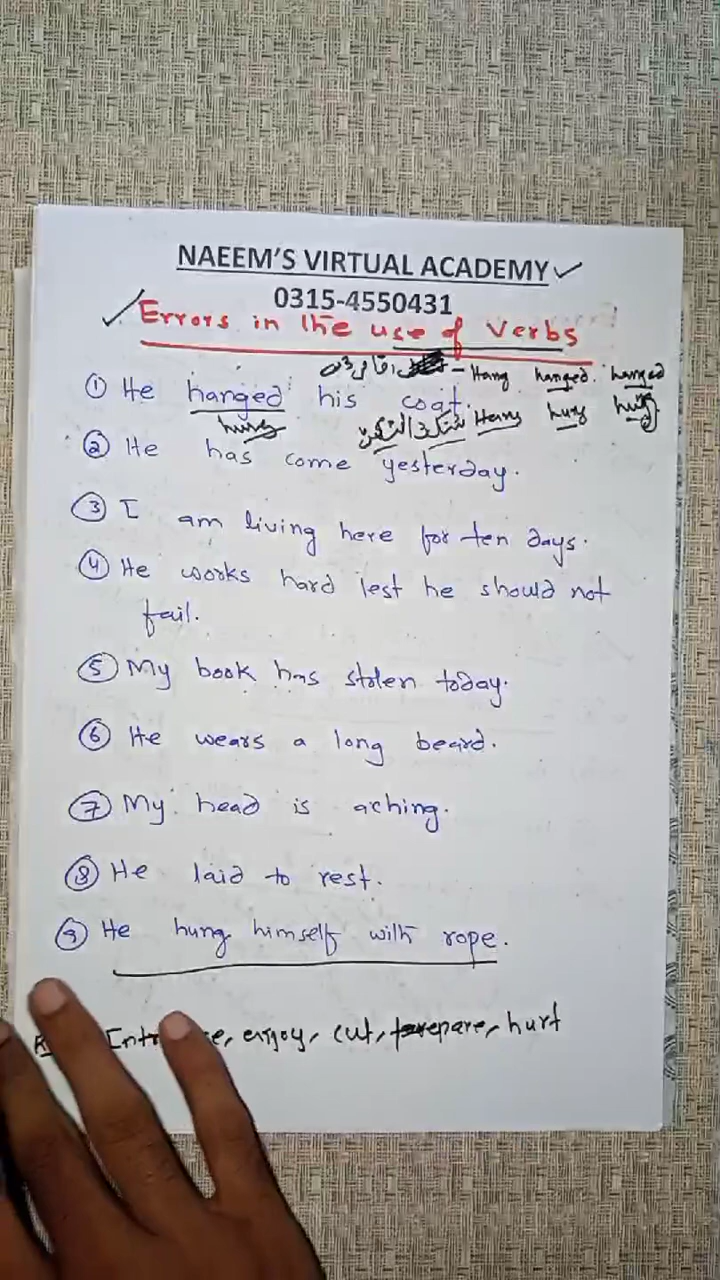 NAEEM'S VIRTUAL ACADEMY
0315-4550431
Errors in the use of Verbs
- Hang hanged. hanged
① He hanged his coat.
hung Hang hung hung
② He has come yesterday.
③ I am living here for ten days.
④ He works hard lest he should not
fail.
⑤ My book has stolen today.
⑥ He wears a long beard.
⑦ My head is aching.
⑧ He laid to rest.
⑨ He hung himself with rope.
enjoy, cut, prepare, hurt